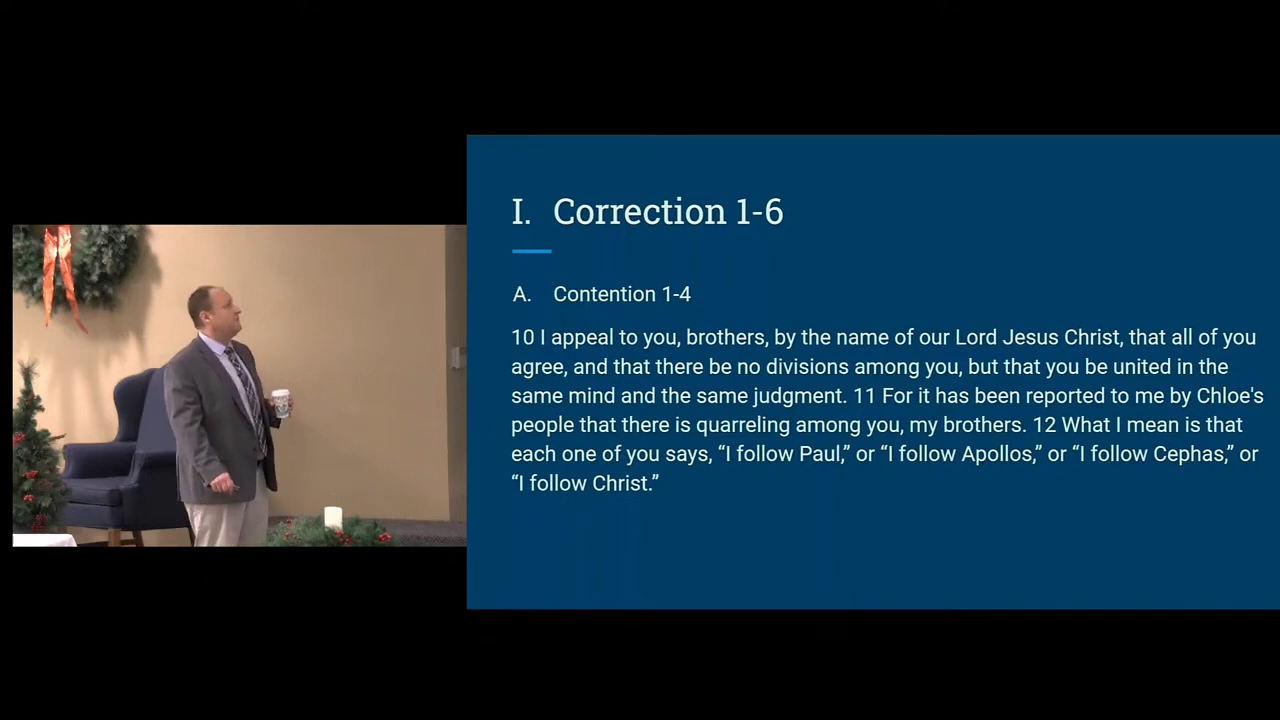 I. Correction 1-6
A. Contention 1-4
10 I appeal to you, brothers, by the name of our Lord Jesus Christ, that all of you
agree, and that there be no divisions among you, but that you be united in the
same mind and the same judgment. 11 For it has been reported to me by Chloe's
people that there is quarreling among you, my brothers. 12 What I mean is that
each one of you says, “I follow Paul,” or “I follow Apollos,” or “I follow Cephas,” or
“I follow Christ.”